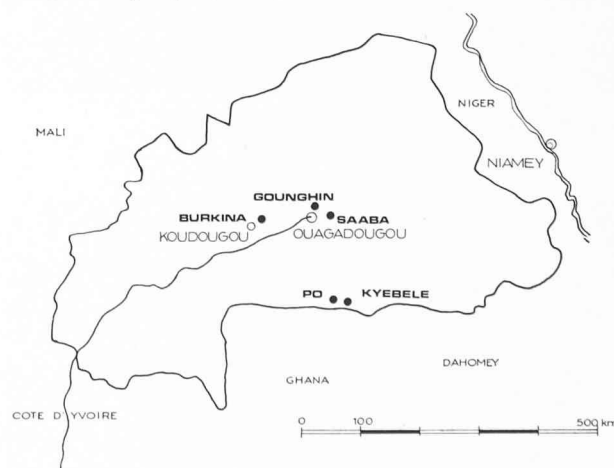 NIGER
MALI
NIAMEY
GOUNGHIN
BURKINA
SAABA
KOUDOUGOU
OUAGADOUGOU
PO KYEBELE
DAHOMEY
GHANA
COTE D'YVOIRE
0 100 500 km